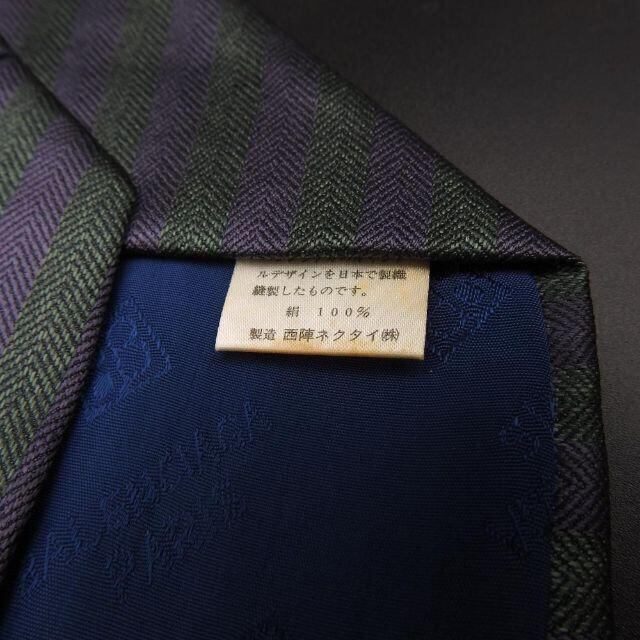 ルデザインを日本で製織
縫製したものです。
絹 100%
製造 西陣ネクタイ㈱